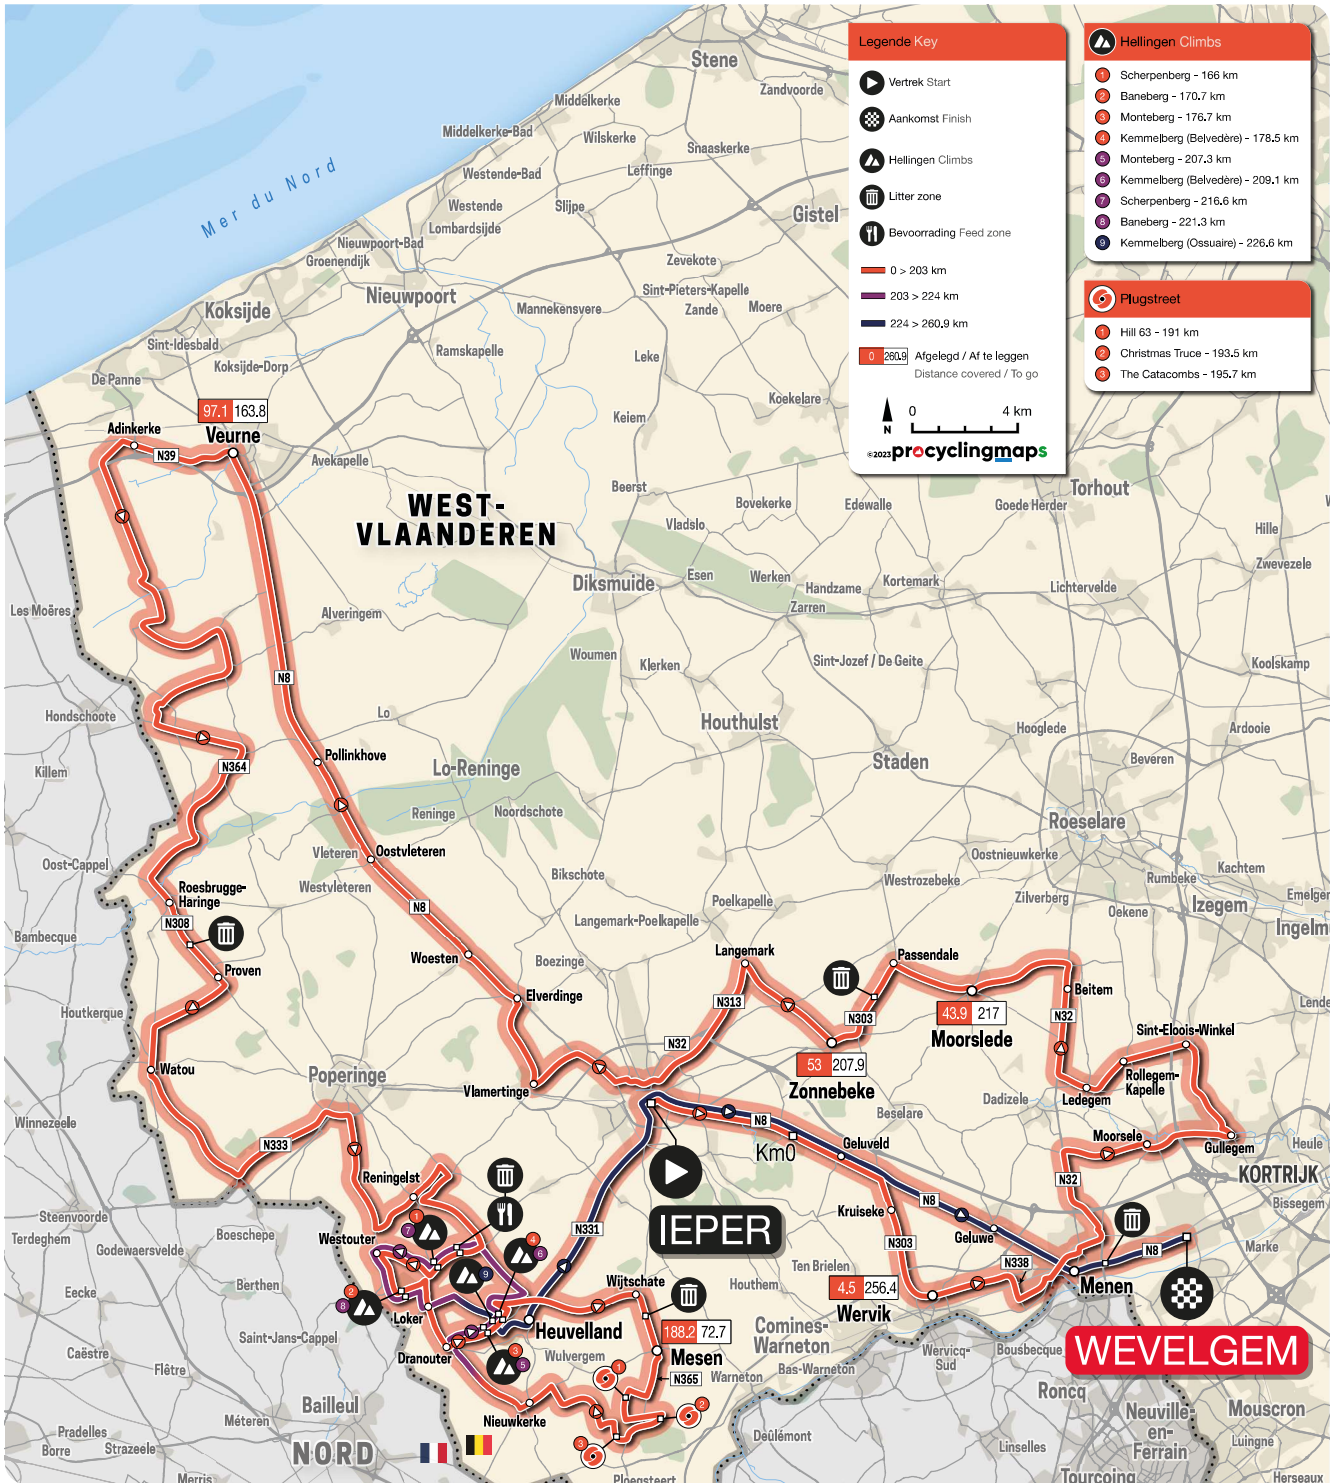 Legende Key
Vertrek Start
Aankomst Finish
Hellingen Climbs
Litter zone
Bevoorrading Feed zone
0 > 203 km
203 > 224 km
224 > 260.9 km
0 260.9 Afgelegd / Af te leggen
Distance covered / To go
N
0 4 km
©2023 procyclingmaps
Hellingen Climbs
1 Scherpenberg - 166 km
2 Baneberg - 170.7 km
3 Monteberg - 176.7 km
4 Kemmelberg (Belvedère) - 178.5 km
5 Monteberg - 207.3 km
6 Kemmelberg (Belvedère) - 209.1 km
7 Scherpenberg - 216.6 km
8 Baneberg - 221.3 km
9 Kemmelberg (Ossuaire) - 226.6 km
Plugstreet
1 Hill 63 - 191 km
2 Christmas Truce - 193.5 km
3 The Catacombs - 195.7 km
Mer du Nord
Stene
Zandvoorde
Middelkerke
Middelkerke-Bad
Wilskerke
Snaaskerke
Leffinge
Westende-Bad
Westende
Slijpe
Lombardsijde
Gistel
Nieuwpoort-Bad
Groenendijk
Zevekote
Nieuwpoort
Sint-Pieters-Kapelle
Zande
Moere
Koksijde
Mannekensvere
Sint-Idesbald
Ramskapelle
Leke
Koksijde-Dorp
De Panne
Koekelare
97.1 163.8
Veurne
Adinkerke
N39
Keiem
Avekapelle
Beerst
Bovekerke
Edewalle
Goede Herder
Torhout
WEST-
VLAANDEREN
Vladslo
Hille
Zwevezele
Diksmuide
Esen
Werken
Handzame
Kortemark
Lichtervelde
Zarren
Les Moëres
Alveringem
Woumen
Klerken
Sint-Jozef / De Geite
Koolskamp
N8
Hondschoote
Lo
Houthulst
Hooglede
Ardooie
Pollinkhove
N364
Lo-Reninge
Staden
Beveren
Killem
Reninge
Noordschote
Roeselare
Vleteren
Oostvleteren
Oost-Cappel
Westvleteren
Bikschote
Oostnieuwkerke
Westrozebeke
Kachtem
Rumbeke
Roesbrugge-
Haringe
Zilverberg
Izegem
Emelger
N8
Poelkapelle
Oekene
Langemark-Poelkapelle
N308
Ingelmu
Bambecque
Woesten
Boezinge
Langemark
Passendale
Proven
Beitem
Elverdinge
N313
Houtkerque
N303
43.9 217
Moorslede
N32
Lende
Sint-Eloois-Winkel
N32
53 207.9
Zonnebeke
Watou
Poperinge
Vlamertinge
Rollegem-
Kapelle
Ledegem
Dadizele
Beselare
Winnezeele
N8
Km0
Geluveld
Moorsele
Gullegem
Heule
N333
Reningelst
KORTRIJK
N32
Bissegem
Steenvoorde
Terdeghem
Godewaersvelde
Boeschepe
1
7
Westouter
N331
IEPER
Kruiseke
N8
Geluwe
N303
N8
Marke
4
6
9
Ten Brielen
N338
Menen
Aalbeke
Eecke
Berthen
2
8
Wijtschate
Houthem
4.5 256.4
Wervik
Loker
Heuvelland
188.2 72.7
Mesen
Comines-
Warneton
Saint-Jans-Cappel
Wervicq-
Sud
Bousbecque
WEVELGEM
Caëstre
Dranouter
Wulvergem
3
5
1
N365
Warneton
Bas-Warneton
Flêtre
Roncq
Bailleul
Nieuwkerke
2
Mouscron
Méteren
Neuville-
en-
Ferrain
Pradelles
Strazeele
Borre
Deûlémont
3
Linselles
Luingne
NORD
Merris
Ploegsteert
Tourcoing
Herseaux